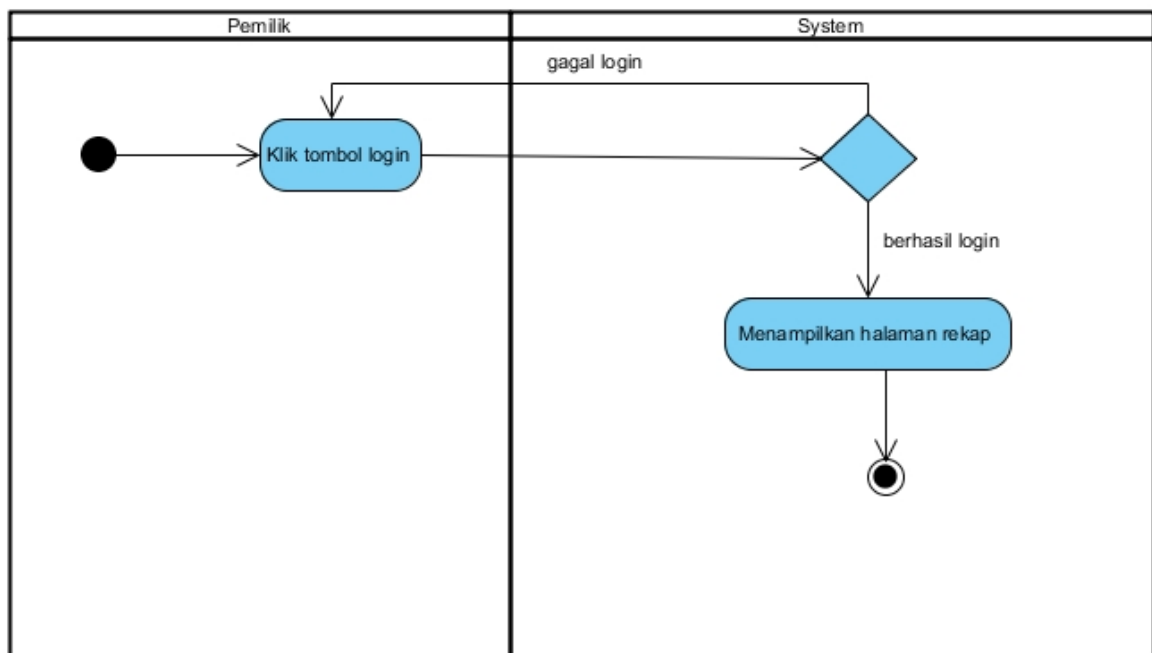 Pemilik
System
gagal login
Klik tombol login
berhasil login
Menampilkan halaman rekap